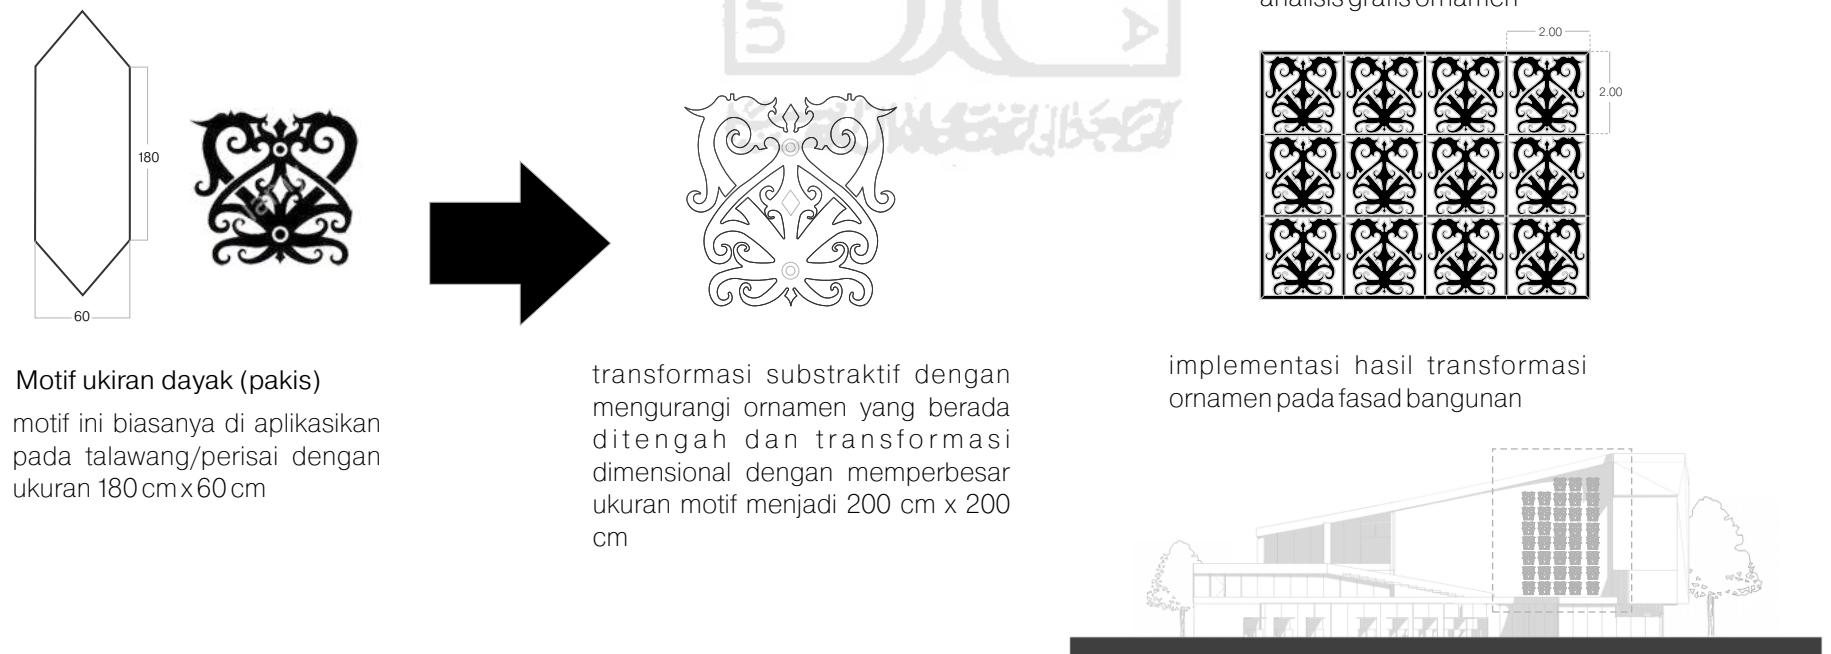 analisis grafis ornamen
2.00
2.00
180
60
Motif ukiran dayak (pakis)
motif ini biasanya di aplikasikan
pada talawang/perisai dengan
ukuran 180 cm x 60 cm
transformasi substraktif dengan
mengurangi ornamen yang berada
ditengah dan transformasi
dimensional dengan memperbesar
ukuran motif menjadi 200 cm x 200
cm
implementasi hasil transformasi
ornamen pada fasad bangunan